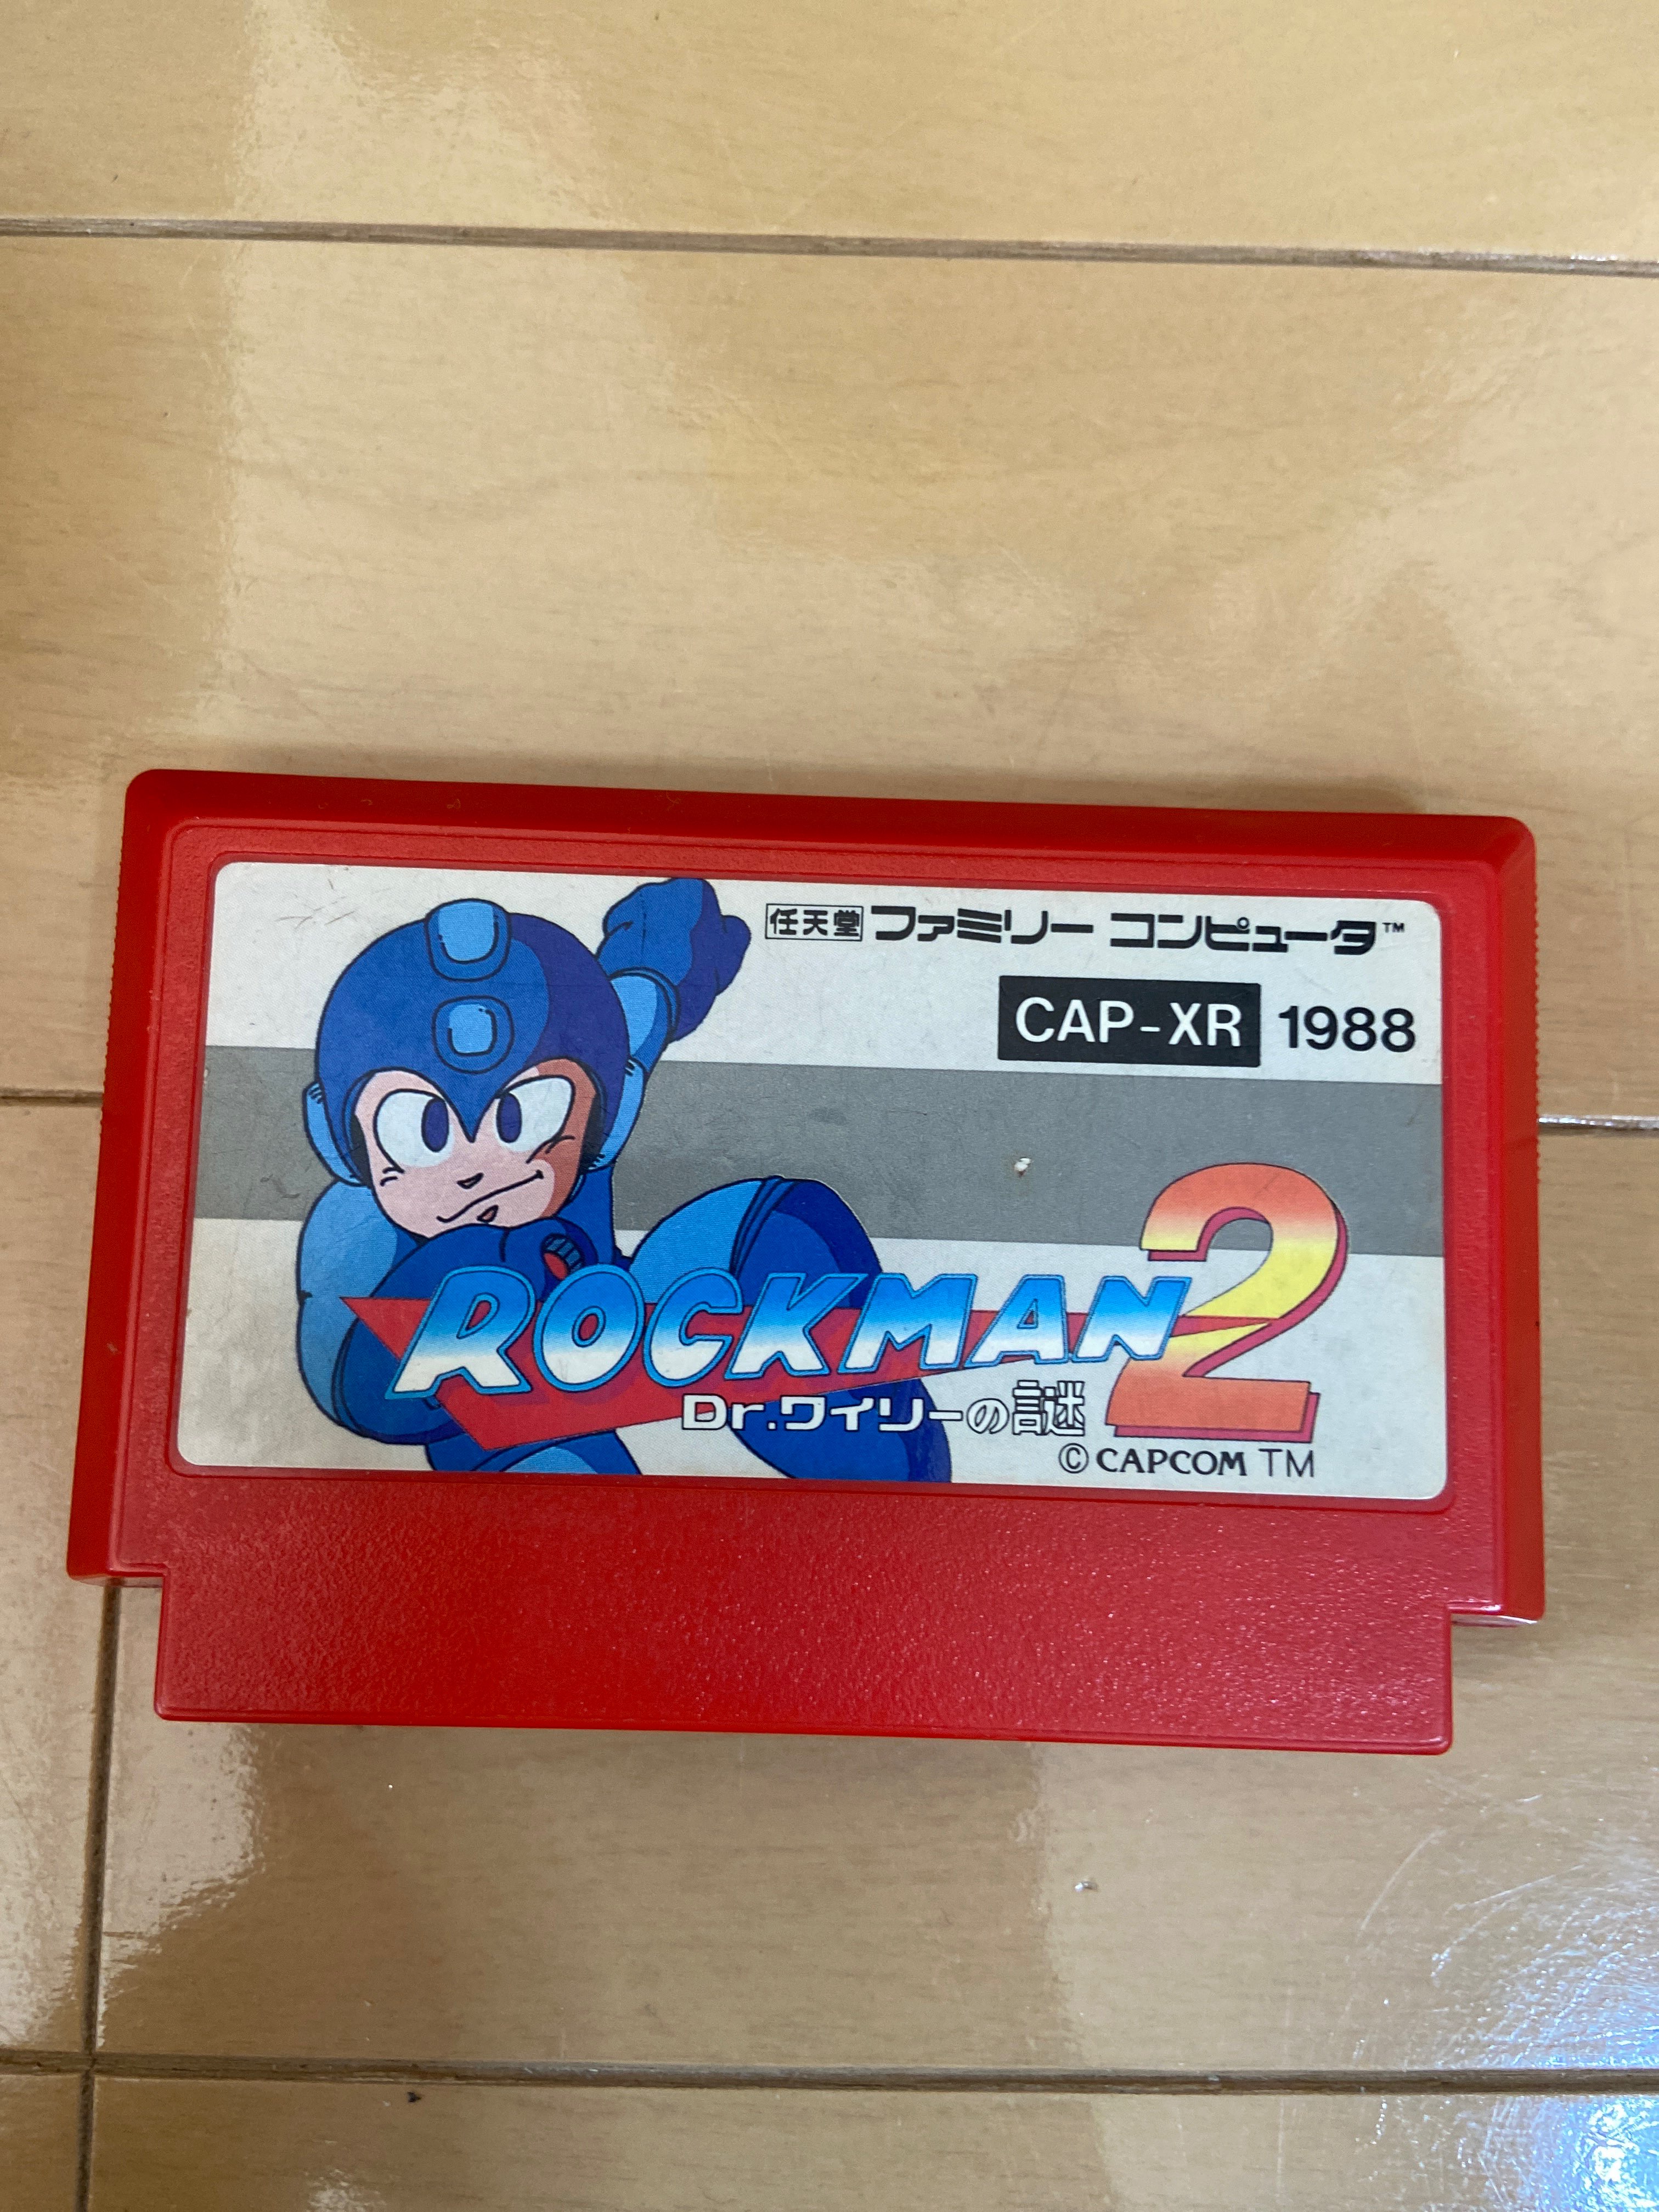 任天堂 ファミリー コンピュータ™
CAP-XR 1988
ROCKMAN 2
Dr.ワイリーの謎
© CAPCOM TM